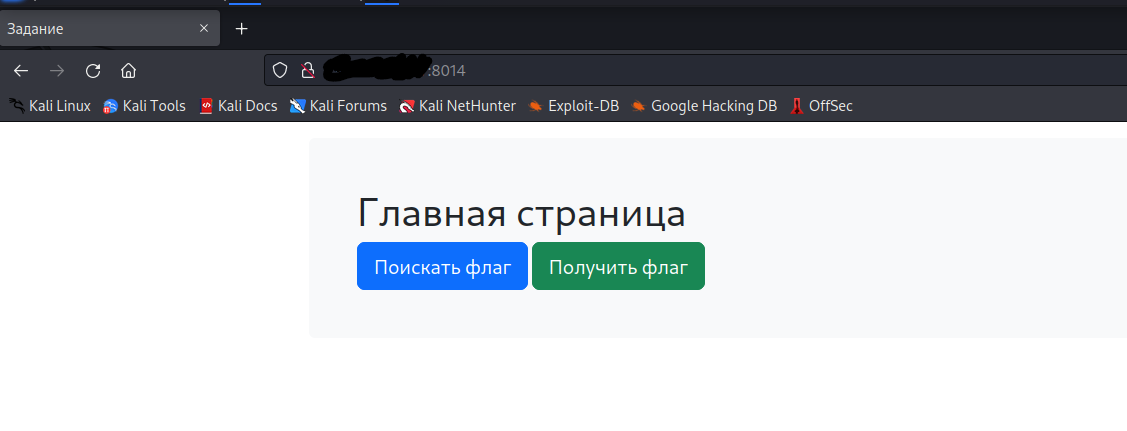 Задание
:8014
Kali Linux Kali Tools Kali Docs Kali Forums Kali NetHunter Exploit-DB Google Hacking DB OffSec
Главная страница
Поискать флаг Получить флаг